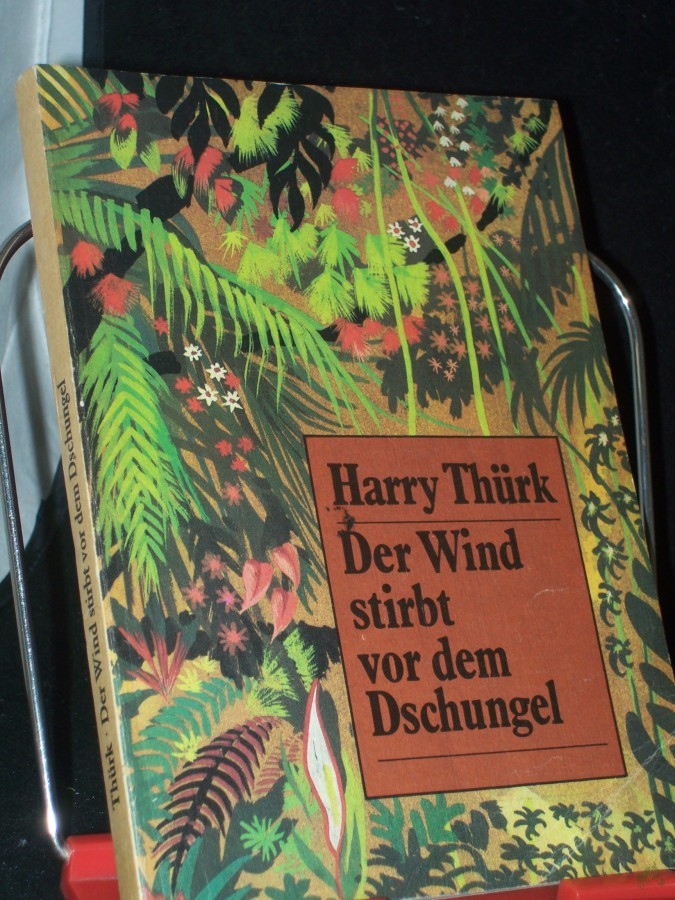 Harry Thürk
Der Wind
stirbt
vor dem
Dschungel
Thürk · Der Wind stirbt vor dem Dschungel